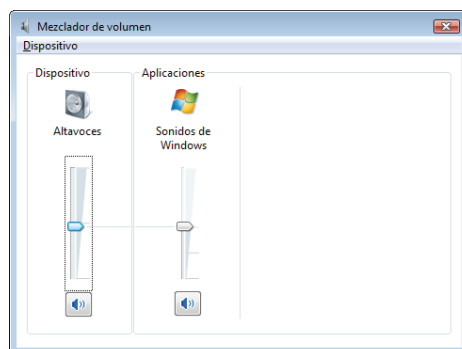 Mezclador de volumen
Dispositivo
Dispositivo
Aplicaciones
Altavoces
Sonidos de
Windows